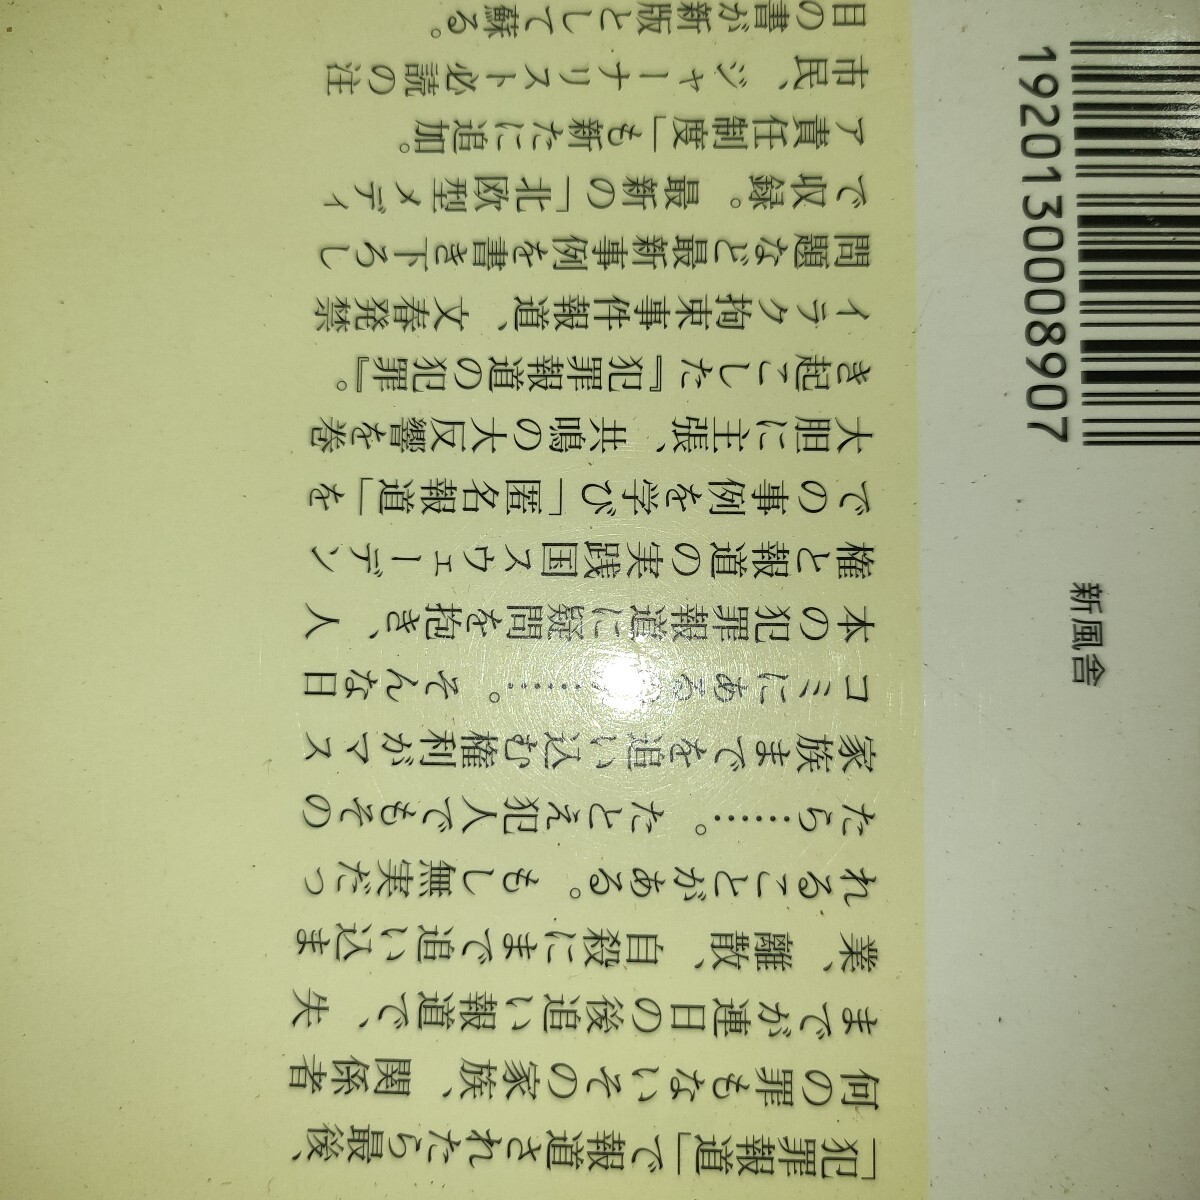 「犯罪報道」で報道されたら最後、
何の罪もないその家族、関係者
までが連日の後追い報道で、失
業、離散、自殺にまで追い込ま
れることがある。もし無実だっ
たら……。たとえ犯人でもその
家族までを追い込む権利がマス
コミにある……。そんな日
本の犯罪報道に疑問を抱き、人
権と報道の実践国スウェーデン
での事例を学び「匿名報道」を
大胆に主張、共鳴の大反響を巻
き起こした『犯罪報道の犯罪』。
イラク拘束事件報道、文春発禁
問題など最新事例を書き下ろし
で収録。最新の「北欧型メディ
ア責任制度」も新たに追加。
市民、ジャーナリスト必読の注
目の書が新版として蘇る。
1920130008907
新風舎